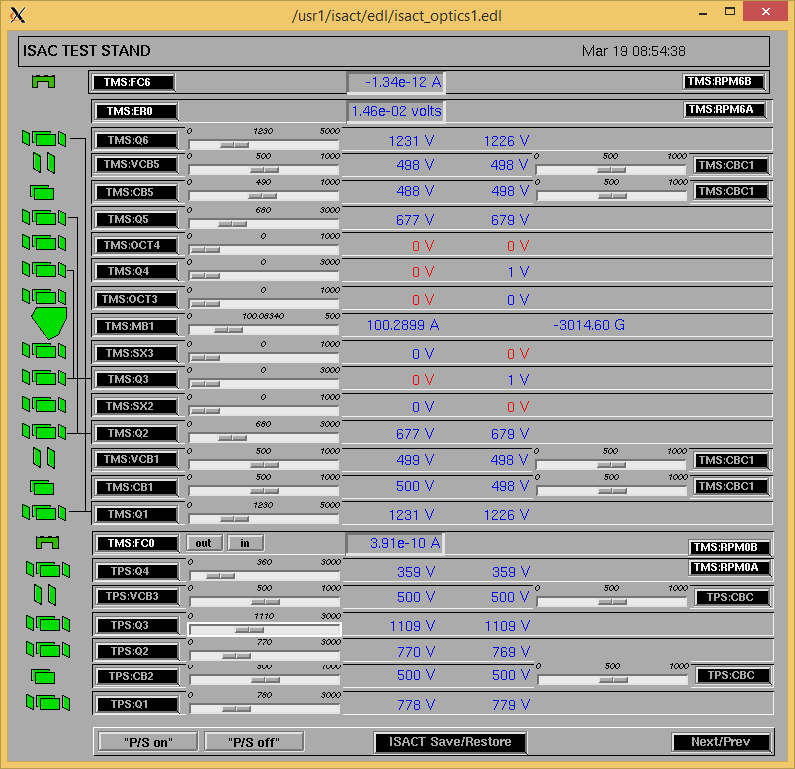 /usr1/isact/edl/isact_optics1.edl
ISAC TEST STAND Mar 19 08:54:38
TMS:FC6 -1.34e-12 A TMS:RPM6B
TMS:ER0 1.46e-02 volts TMS:RPM6A
TMS:Q6 0 1230 5000 1231 V 1226 V
TMS:VCB5 0 500 1000 498 V 498 V 0 500 1000 TMS:CBC1
TMS:CB5 0 490 1000 488 V 498 V 0 500 1000 TMS:CBC1
TMS:Q5 0 680 3000 677 V 679 V
TMS:OCT4 0 0 1000 0 V 0 V
TMS:Q4 0 0 3000 0 V 1 V
TMS:OCT3 0 0 1000 0 V 0 V
TMS:MB1 0 100.08340 500 100.2899 A -3014.60 G
TMS:SX3 0 0 1000 0 V 0 V
TMS:Q3 0 0 3000 0 V 1 V
TMS:SX2 0 0 1000 0 V 0 V
TMS:Q2 0 680 3000 677 V 679 V
TMS:VCB1 0 500 1000 499 V 498 V 0 500 1000 TMS:CBC1
TMS:CB1 0 500 1000 500 V 498 V 0 500 1000 TMS:CBC1
TMS:Q1 0 1230 5000 1231 V 1226 V
TMS:FC0 out in 3.91e-10 A TMS:RPM0B
TPS:Q4 0 360 3000 359 V 359 V TMS:RPM0A
TPS:VCB3 0 500 1000 500 V 500 V 0 500 1000 TPS:CBC
TPS:Q3 0 1110 3000 1109 V 1109 V
TPS:Q2 0 770 3000 770 V 769 V
TPS:CB2 0 500 1000 500 V 500 V 0 500 1000 TPS:CBC
TPS:Q1 0 780 3000 778 V 779 V
"P/S on" "P/S off" ISACT Save/Restore Next/Prev